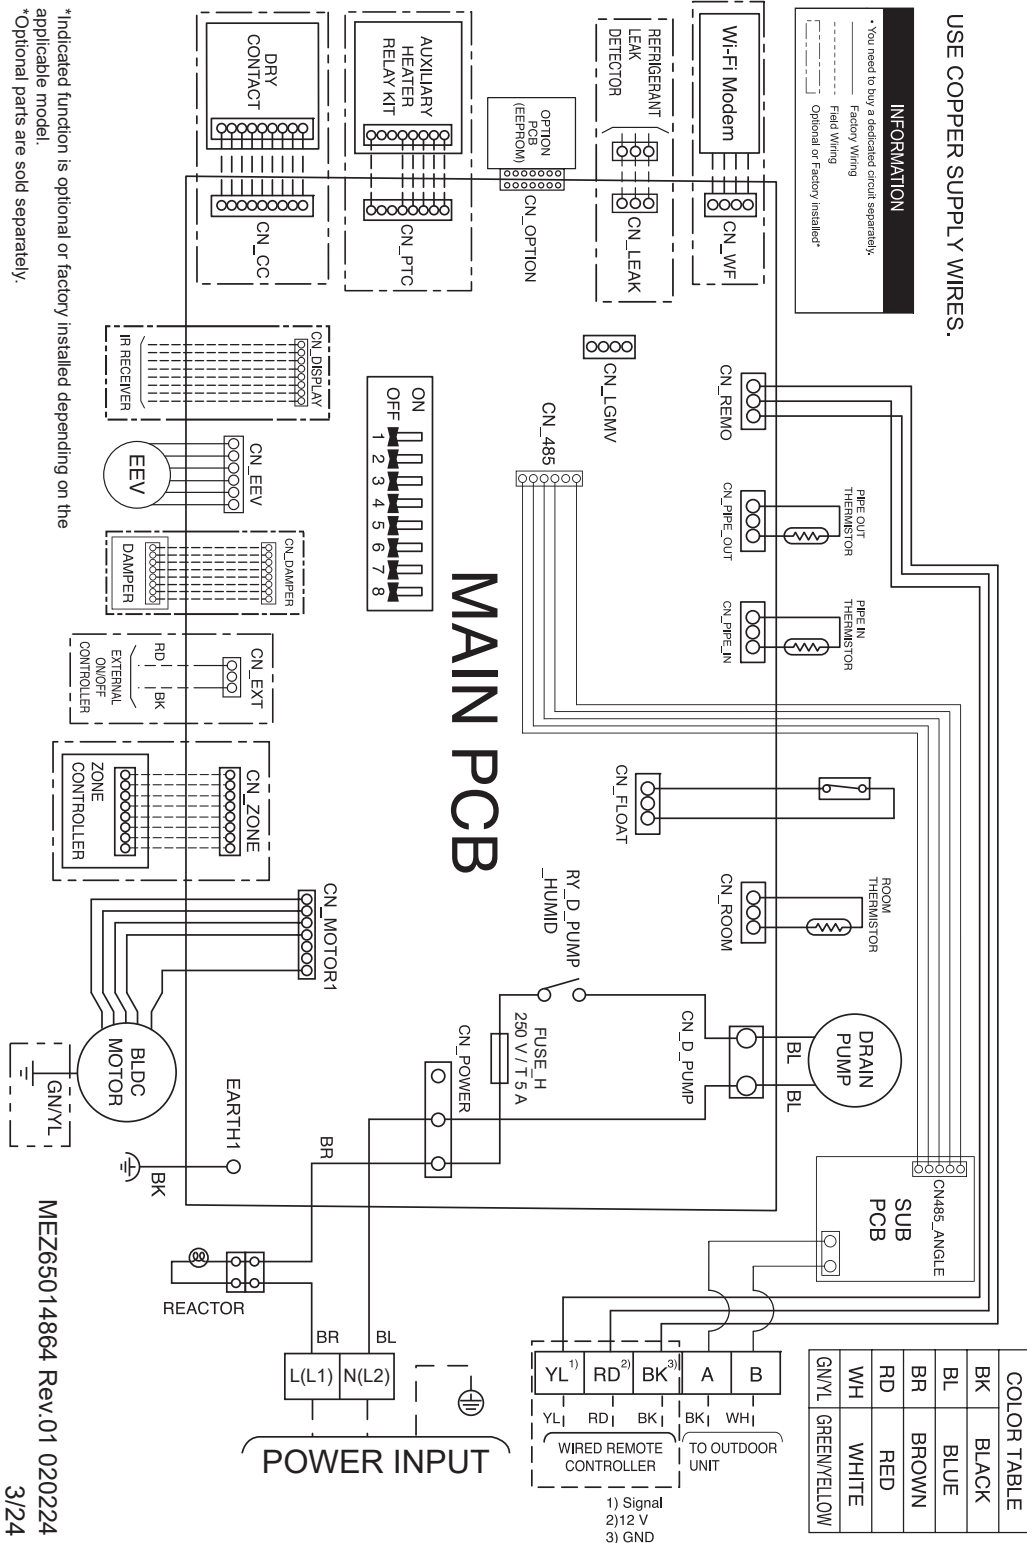 USE COPPER SUPPLY WIRES.
INFORMATION
• You need to buy a dedicated circuit separately.
Factory Wiring
Field Wiring
Optional or Factory installed*
Wi-Fi Modem
CN_WF
REFRIGERANT
LEAK
DETECTOR
CN_LEAK
OPTION
PCB
(EEPROM)
CN_OPTION
AUXILIARY
HEATER
RELAY KIT
CN_PTC
DRY
CONTACT
CN_CC
*Indicated function is optional or factory installed depending on the
applicable model.
*Optional parts are sold separately.
CN_REMO
PIPE OUT
THERMISTOR
CN_PIPE_OUT
PIPE IN
THERMISTOR
CN_PIPE_IN
CN_LGMV
CN_485
CN_FLOAT
ROOM
THERMISTOR
CN_ROOM
ON
OFF
1
2
3
4
5
6
7
8
MAIN PCB
CN_DISPLAY
IR RECEIVER
CN_EEV
EEV
CN_DAMPER
DAMPER
CN_EXT
RD
BK
EXTERNAL
ON/OFF
CONTROLLER
CN_ZONE
ZONE
CONTROLLER
CN_MOTOR1
BLDC
MOTOR
GN/YL
EARTH1
BK
RY_D_PUMP
_HUMID
FUSE_H
250 V / T 5 A
CN_POWER
CN_D_PUMP
DRAIN
PUMP
BL
BL
BR
CN485_ANGLE
SUB
PCB
REACTOR
BR
BL
L(L1)
N(L2)
POWER INPUT
YL 1)
RD 2)
BK 3)
A
B
YL
RD
BK
BK
WH
WIRED REMOTE
CONTROLLER
TO OUTDOOR
UNIT
1) Signal
2)12 V
3) GND
COLOR TABLE
BK BLACK
BL BLUE
BR BROWN
RD RED
WH WHITE
GN/YL GREEN/YELLOW
MEZ65014864 Rev.01 020224
3/24